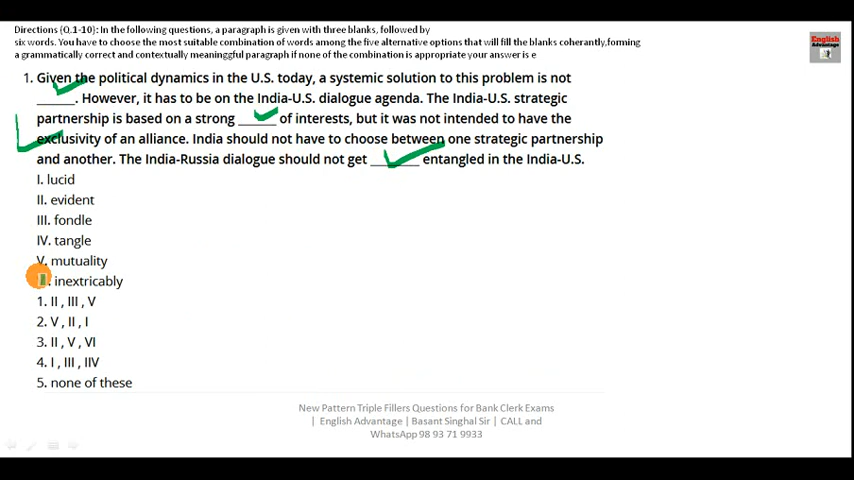 Directions (Q.1-10): In the following questions, a paragraph is given with three blanks, followed by
six words. You have to choose the most suitable combination of words among the five alternative options that will fill the blanks coherantly,forming
a grammatically correct and contextually meaninggful paragraph if none of the combination is appropriate your answer is e
English
Advantage
1. Given the political dynamics in the U.S. today, a systemic solution to this problem is not
______. However, it has to be on the India-U.S. dialogue agenda. The India-U.S. strategic
partnership is based on a strong ______ of interests, but it was not intended to have the
exclusivity of an alliance. India should not have to choose between one strategic partnership
and another. The India-Russia dialogue should not get ________ entangled in the India-U.S.
I. lucid
II. evident
III. fondle
IV. tangle
V. mutuality
inextricably
1. II , III , V
2. V , II , I
3. II , V , VI
4. I , III , IIV
5. none of these
New Pattern Triple Fillers Questions for Bank Clerk Exams
| English Advantage | Basant Singhal Sir | CALL and
WhatsApp 98 93 71 9933